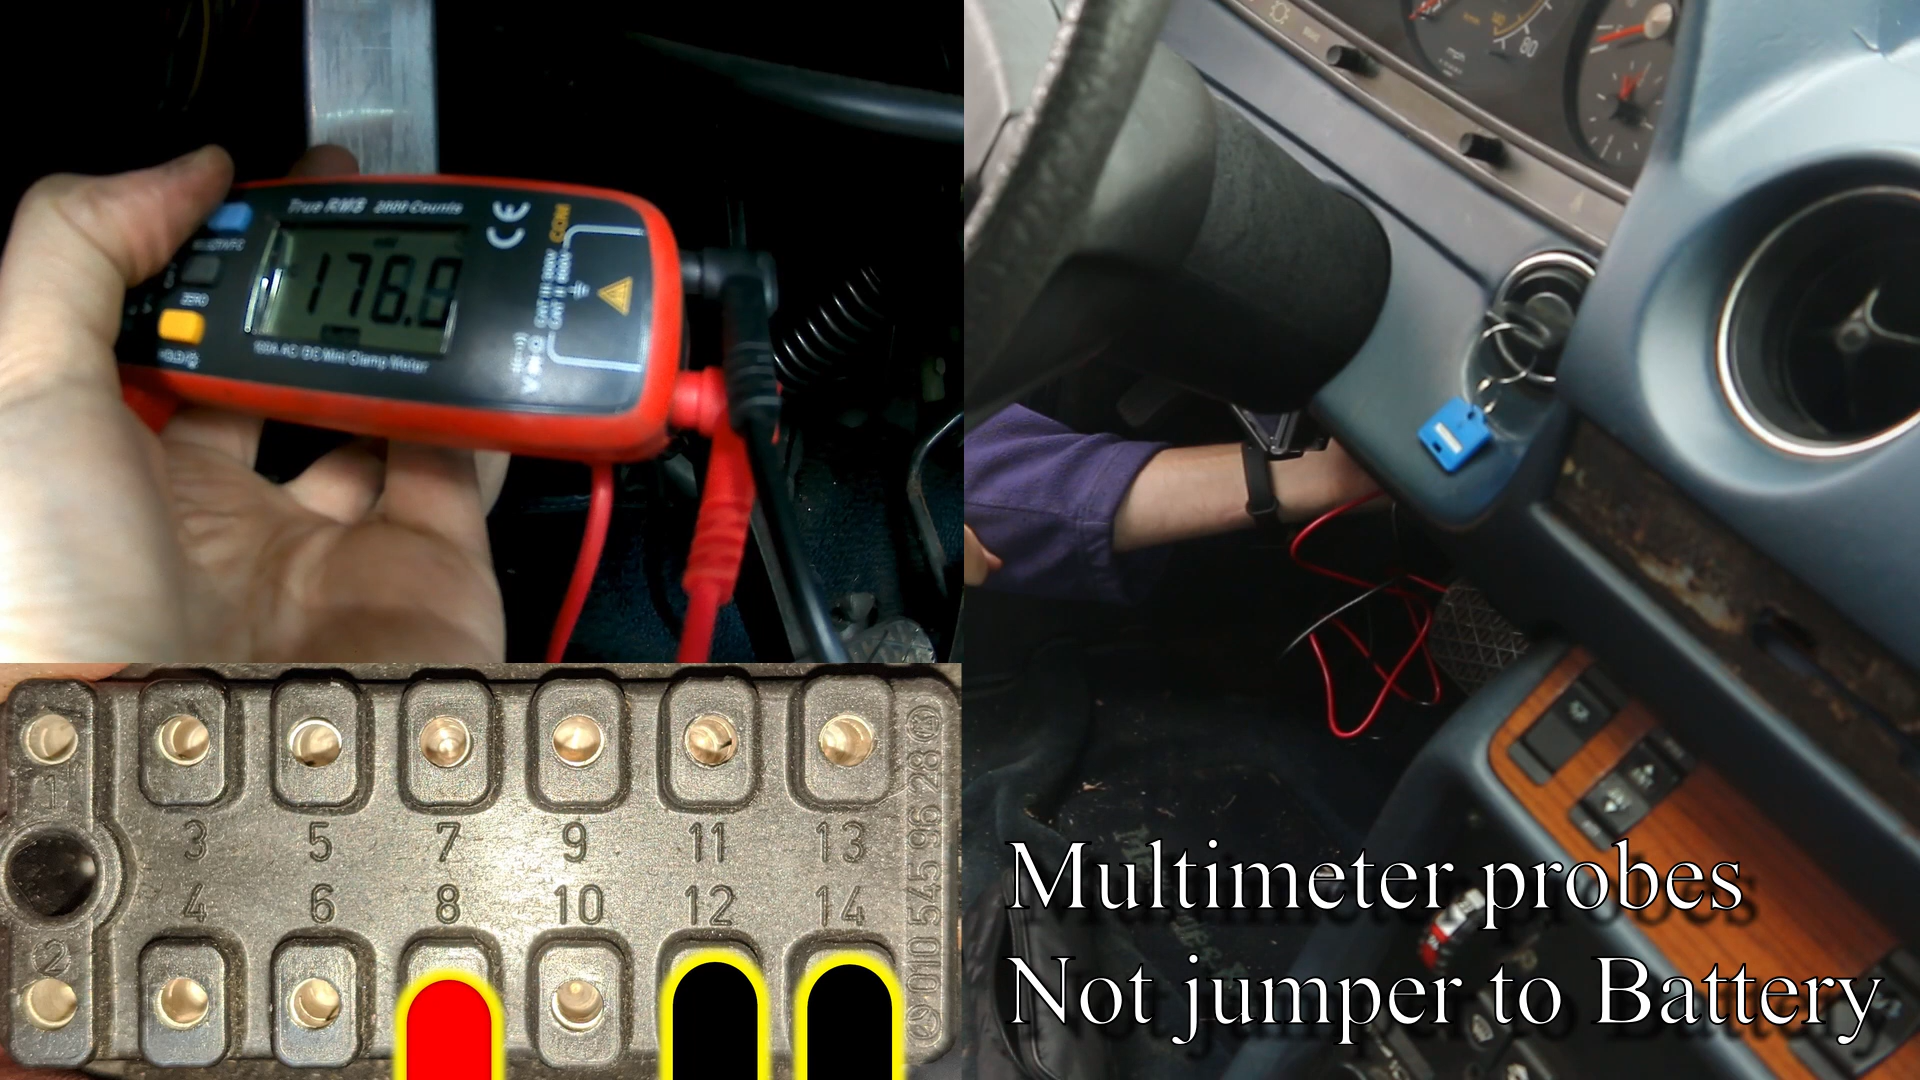 True RMS 2000 Counts
CE
COM
ZERO
176.8
100A AC/DC Mini Clamp Meter
1
3
5
7
9
11
13
2
4
6
8
10
12
14
010 545 96 28
mph
80
Multimeter probes
Not jumper to Battery